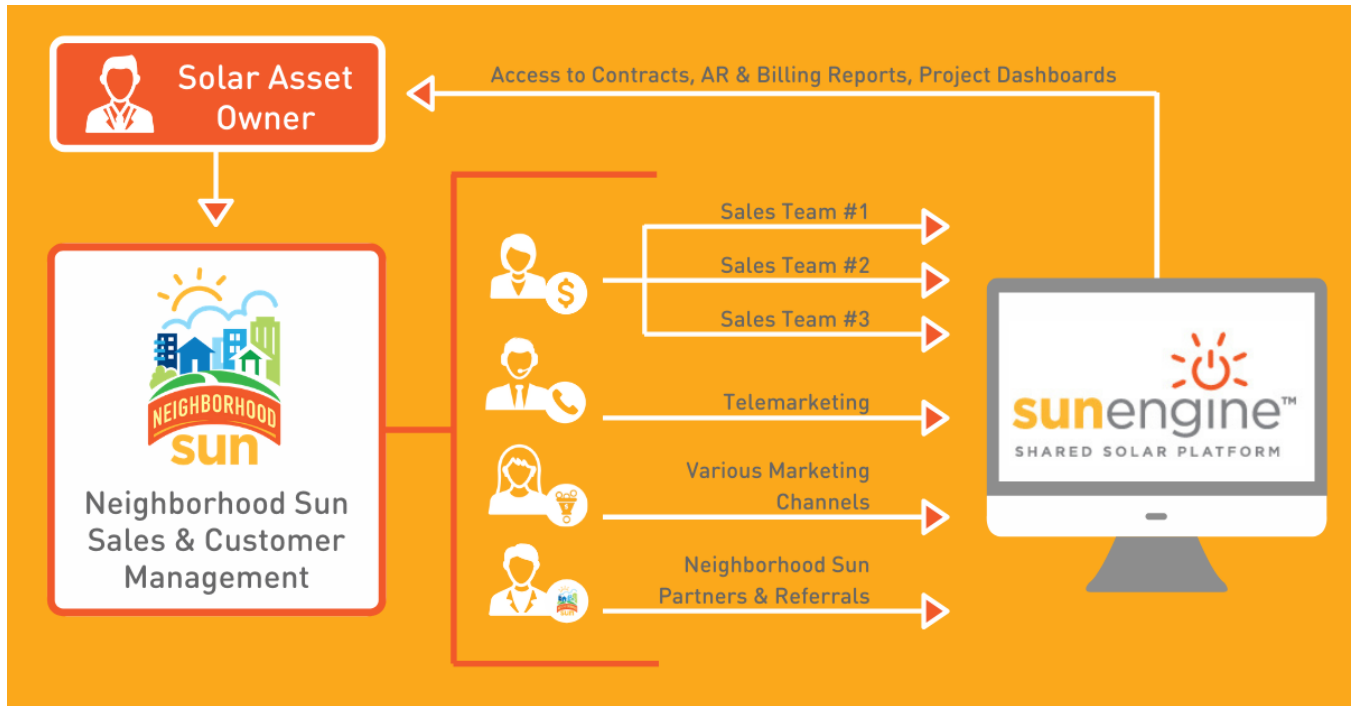 Solar Asset
Owner
Access to Contracts, AR & Billing Reports, Project Dashboards
NEIGHBORHOOD
sun
Neighborhood Sun
Sales & Customer
Management
$
Sales Team #1
Sales Team #2
Sales Team #3
Telemarketing
Various Marketing
Channels
Neighborhood Sun
Partners & Referrals
sun
sunengine™
SHARED SOLAR PLATFORM